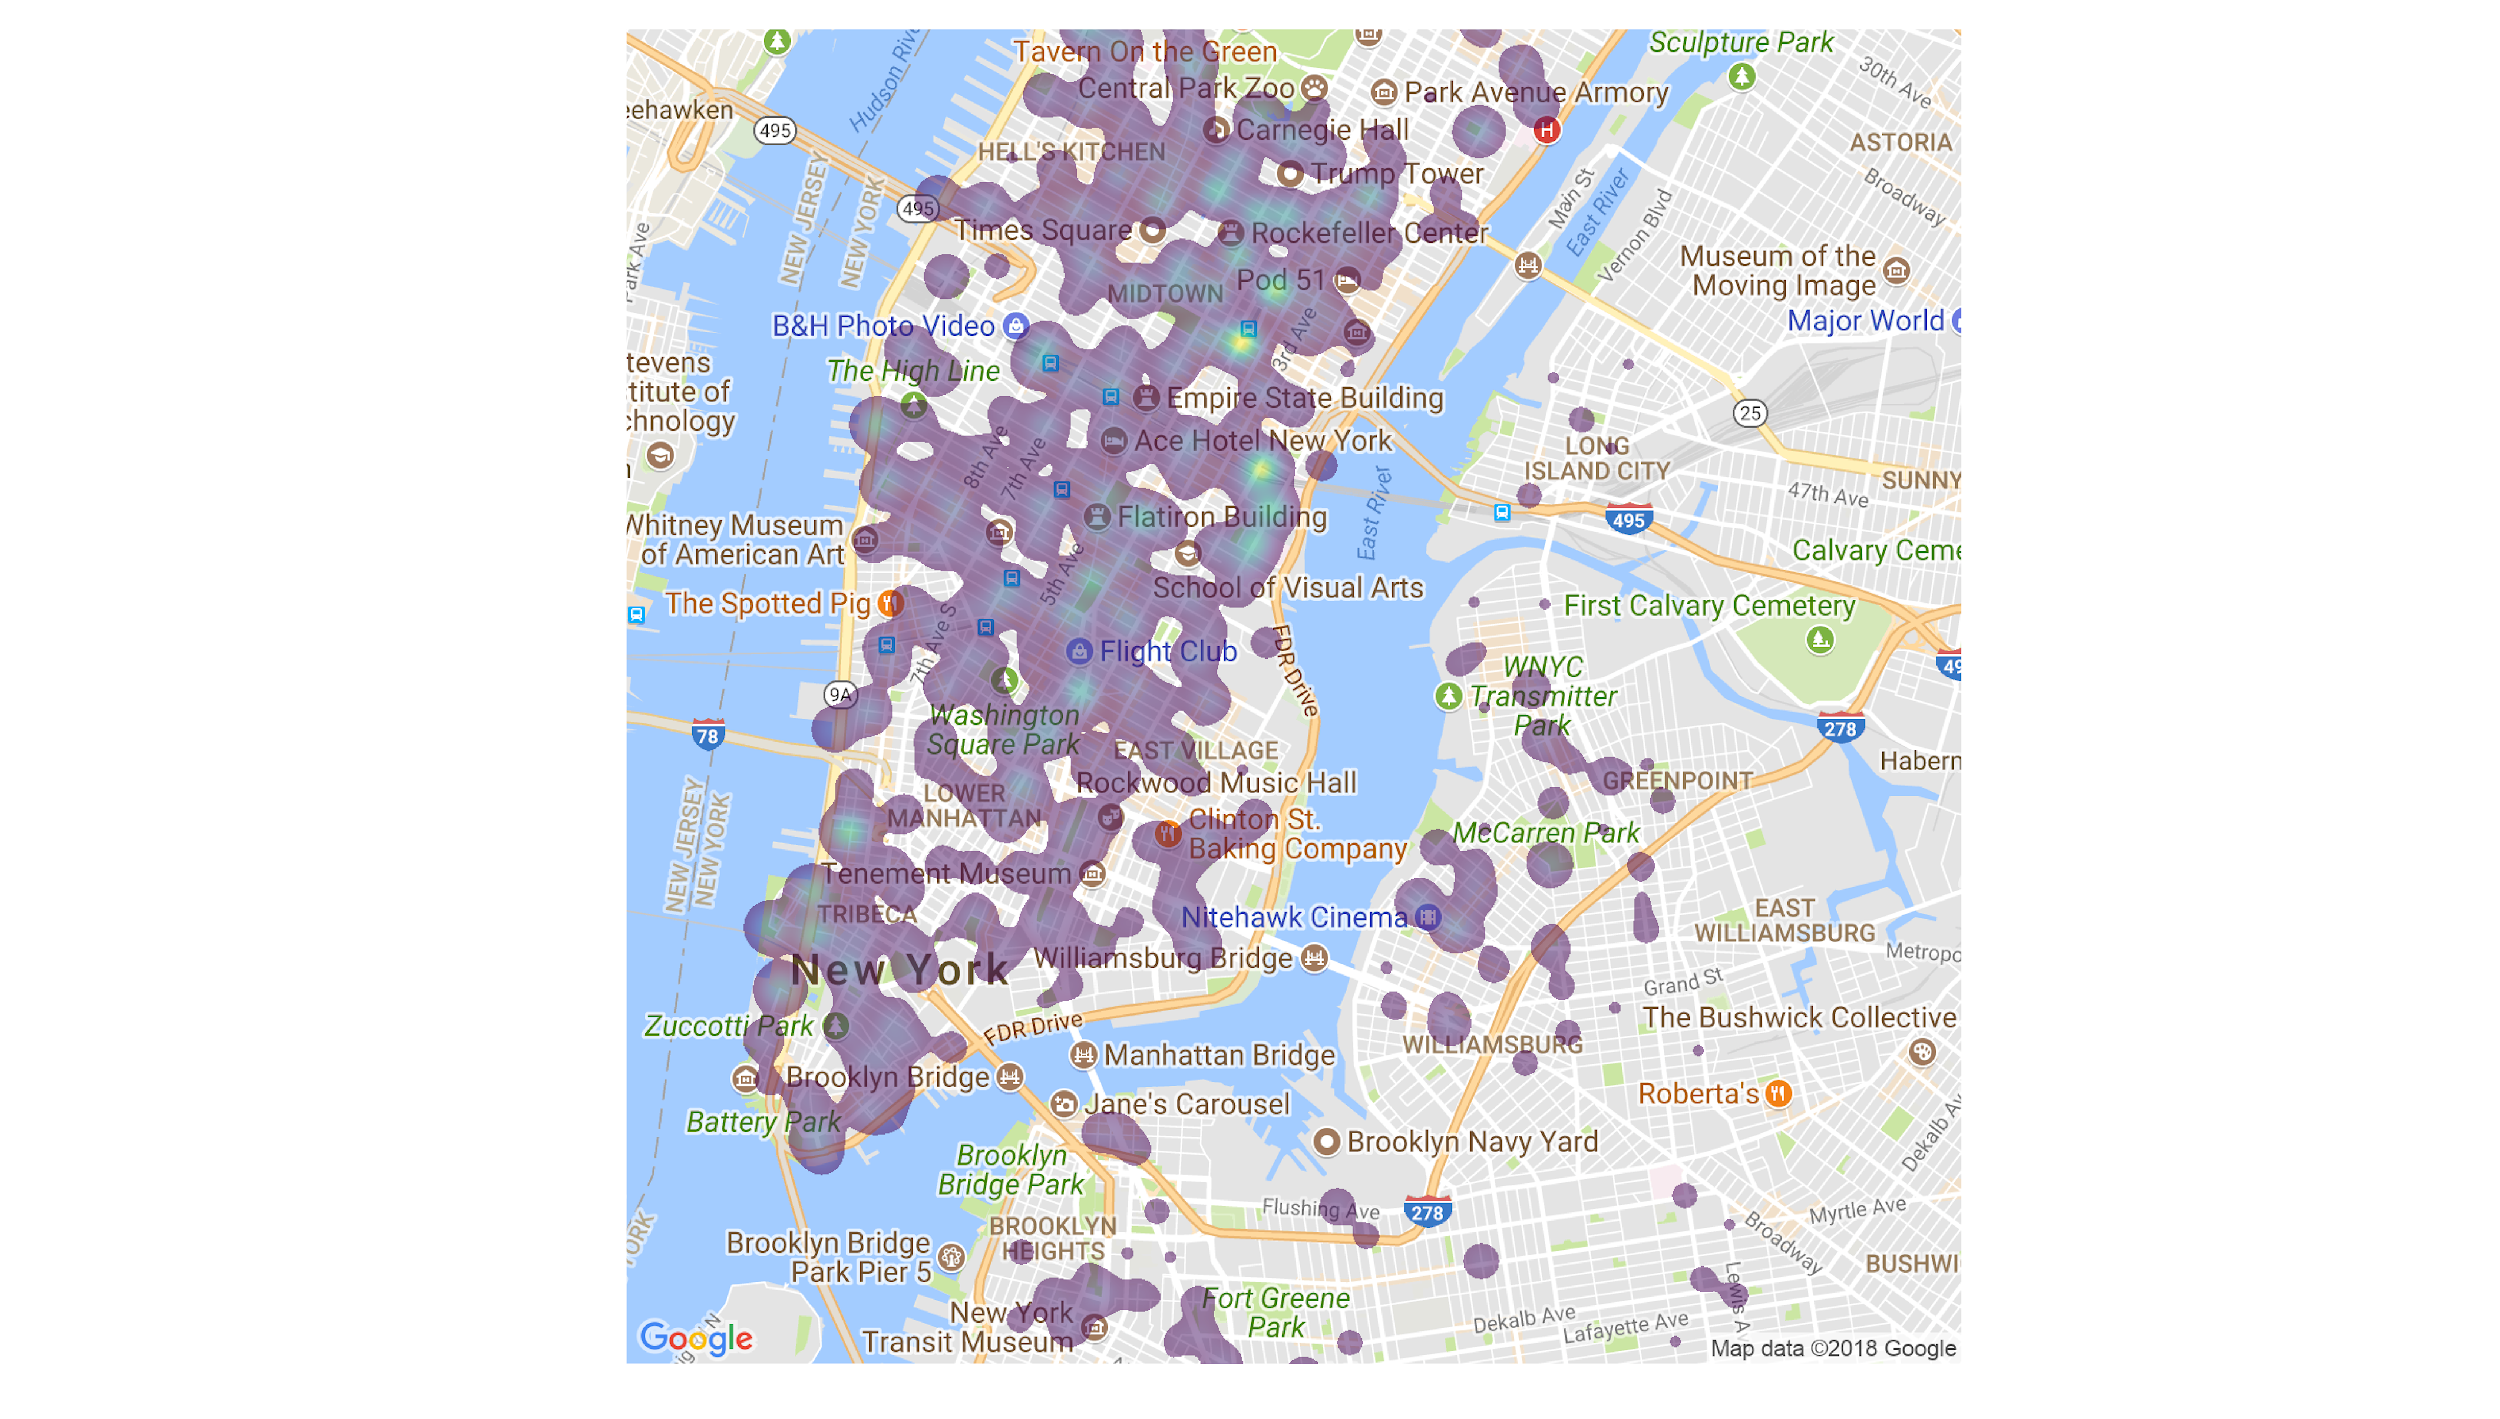 Sculpture Park
Tavern On the Green
30th Ave
Central Park Zoo
Park Avenue Armory
Hudson Rive
eehawken
495
Carnegie Hall
H
ASTORIA
HELL'S KITCHEN
Trump Tower
Main St
East River
Broadway
NEW JERSEY
NEW YORK
495
Times Square
Rockefeller Center
Vernon Blvd
Park Ave
Museum of the
Moving Image
Pod 51
MIDTOWN
B&H Photo Video
3rd Ave
Major World
tevens
titute of
chnology
The High Line
Empire State Building
25
8th Ave
7th Ave
Ace Hotel New York
LONG
ISLAND CITY
SUNNY
47th Ave
East River
Whitney Museum
of American Art
Flatiron Building
495
Calvary Ceme
5th Ave
School of Visual Arts
The Spotted Pig
First Calvary Cemetery
7th Ave S
Flight Club
FDR Drive
WNYC
Transmitter
Park
49
9A
Washington
Square Park
78
278
EAST VILLAGE
Habern
Rockwood Music Hall
GREENPOINT
NEW JERSEY
NEW YORK
LOWER
MANHATTAN
Clinton St.
Baking Company
McCarren Park
Tenement Museum
TRIBECA
Nitehawk Cinema
EAST
WILLIAMSBURG
Williamsburg Bridge
Metropo
New York
Grand St
Zuccotti Park
FDR Drive
The Bushwick Collective
Manhattan Bridge
WILLIAMSBURG
Brooklyn Bridge
Jane's Carousel
Roberta's
Battery Park
Dekalb Av
Brooklyn Navy Yard
Brooklyn
Bridge Park
Flushing Ave
278
Myrtle Ave
Broadway
BROOKLYN
HEIGHTS
YORK
Brooklyn Bridge
Park Pier 5
BUSHWI
Lewis A
New York
Transit Museum
Fort Greene
Park
Dekalb Ave
Lafayette Ave
Google
Map data ©2018 Google